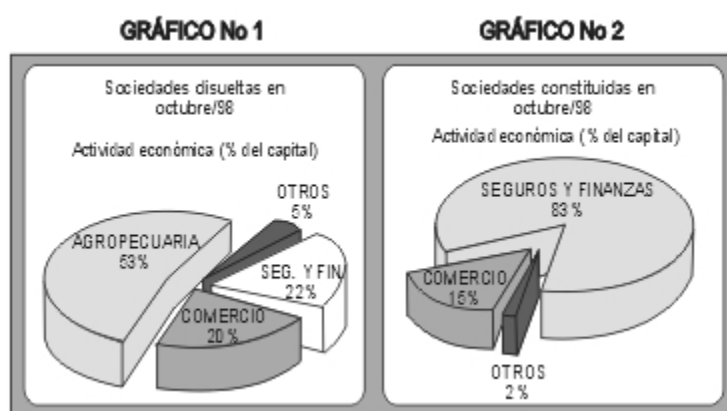 GRÁFICO No 1
Sociedades disueltas en
octubre/98
Actividad económica (% del capital)
OTROS
5%
AGROPECUARIA
53%
SEG. Y FIN
22%
COMERCIO
20%
GRÁFICO No 2
Sociedades constituidas en
octubre/98
Actividad económica (% del capital)
SEGUROS Y FINANZAS
83%
COMERCIO
15%
OTROS
2%